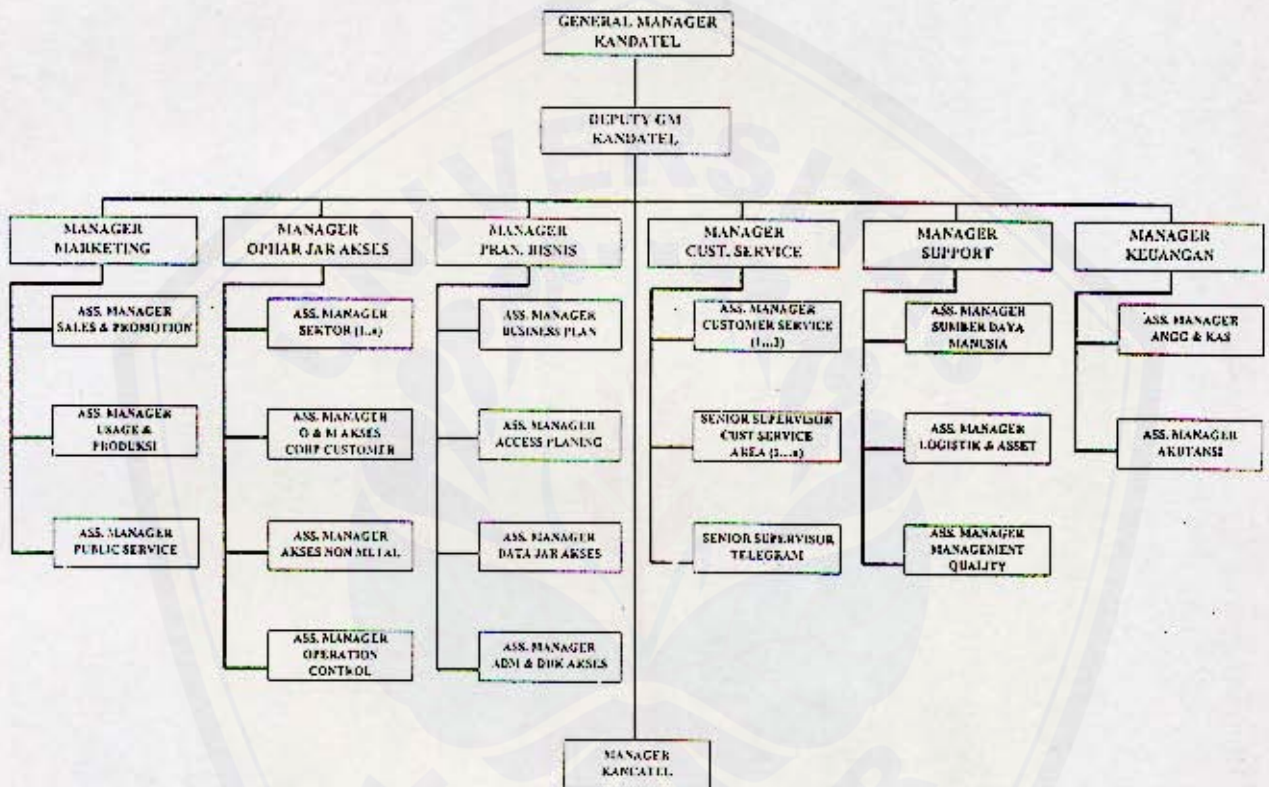 GENERAL MANAGER
KANDATEL
DEPUTY GM
KANDATEL
MANAGER
MARKETING
MANAGER
OPHAR JAR AKSES
MANAGER
PRAN. BISNIS
MANAGER
CUST. SERVICE
MANAGER
SUPPORT
MANAGER
KEUANGAN
ASS. MANAGER
SALES & PROMOTION
ASS. MANAGER
SEKTOR
ASS. MANAGER
BUSINESS PLAN
ASS. MANAGER
CUSTOMER SERVICE
ASS. MANAGER
SUMBER DAYA
MANUSIA
ASS. MANAGER
ANGG & KAS
ASS. MANAGER
USAGE &
PRODUKSI
ASS. MANAGER
O & M AKSES
CORP CUSTOMER
ASS. MANAGER
ACCESS PLANING
SENIOR SUPERVISOR
CUST SERVICE
AREA
ASS. MANAGER
LOGISTIK & ASSET
ASS. MANAGER
AKUTANSI
ASS. MANAGER
PUBLIC SERVICE
ASS. MANAGER
AKSES NON METAL
ASS. MANAGER
DATA JAR AKSES
SENIOR SUPERVISOR
TELEGRAM
ASS. MANAGER
MANAGEMENT
QUALITY
ASS. MANAGER
OPERATION
CONTROL
ASS. MANAGER
ADM & DUK AKSES
MANAGER
KANCATEL